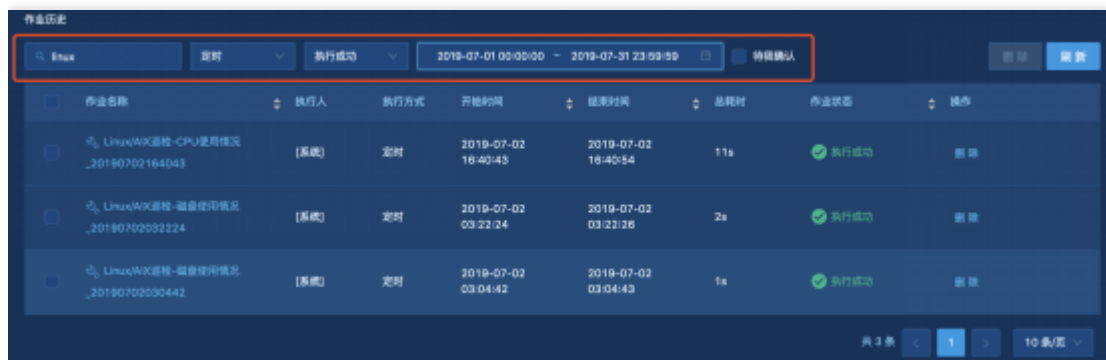 作业历史
linux 定时 执行成功 2019-07-01 00:00:00 ~ 2019-07-31 23:59:59 待我确认 删除 刷新
作业名称 执行人 执行方式 开始时间 结束时间 总耗时 作业状态 操作
Linux/AIX巡检-CPU使用情况
_20190702164043
[系统] 定时 2019-07-02
16:40:43
2019-07-02
16:40:54
11s 执行成功 删除
Linux/AIX巡检-磁盘使用情况
_20190702032224
[系统] 定时 2019-07-02
03:22:24
2019-07-02
03:22:26
2s 执行成功 删除
Linux/AIX巡检-磁盘使用情况
_20190702030442
[系统] 定时 2019-07-02
03:04:42
2019-07-02
03:04:43
1s 执行成功 删除
共 3 条 < 1 > 10 条/页